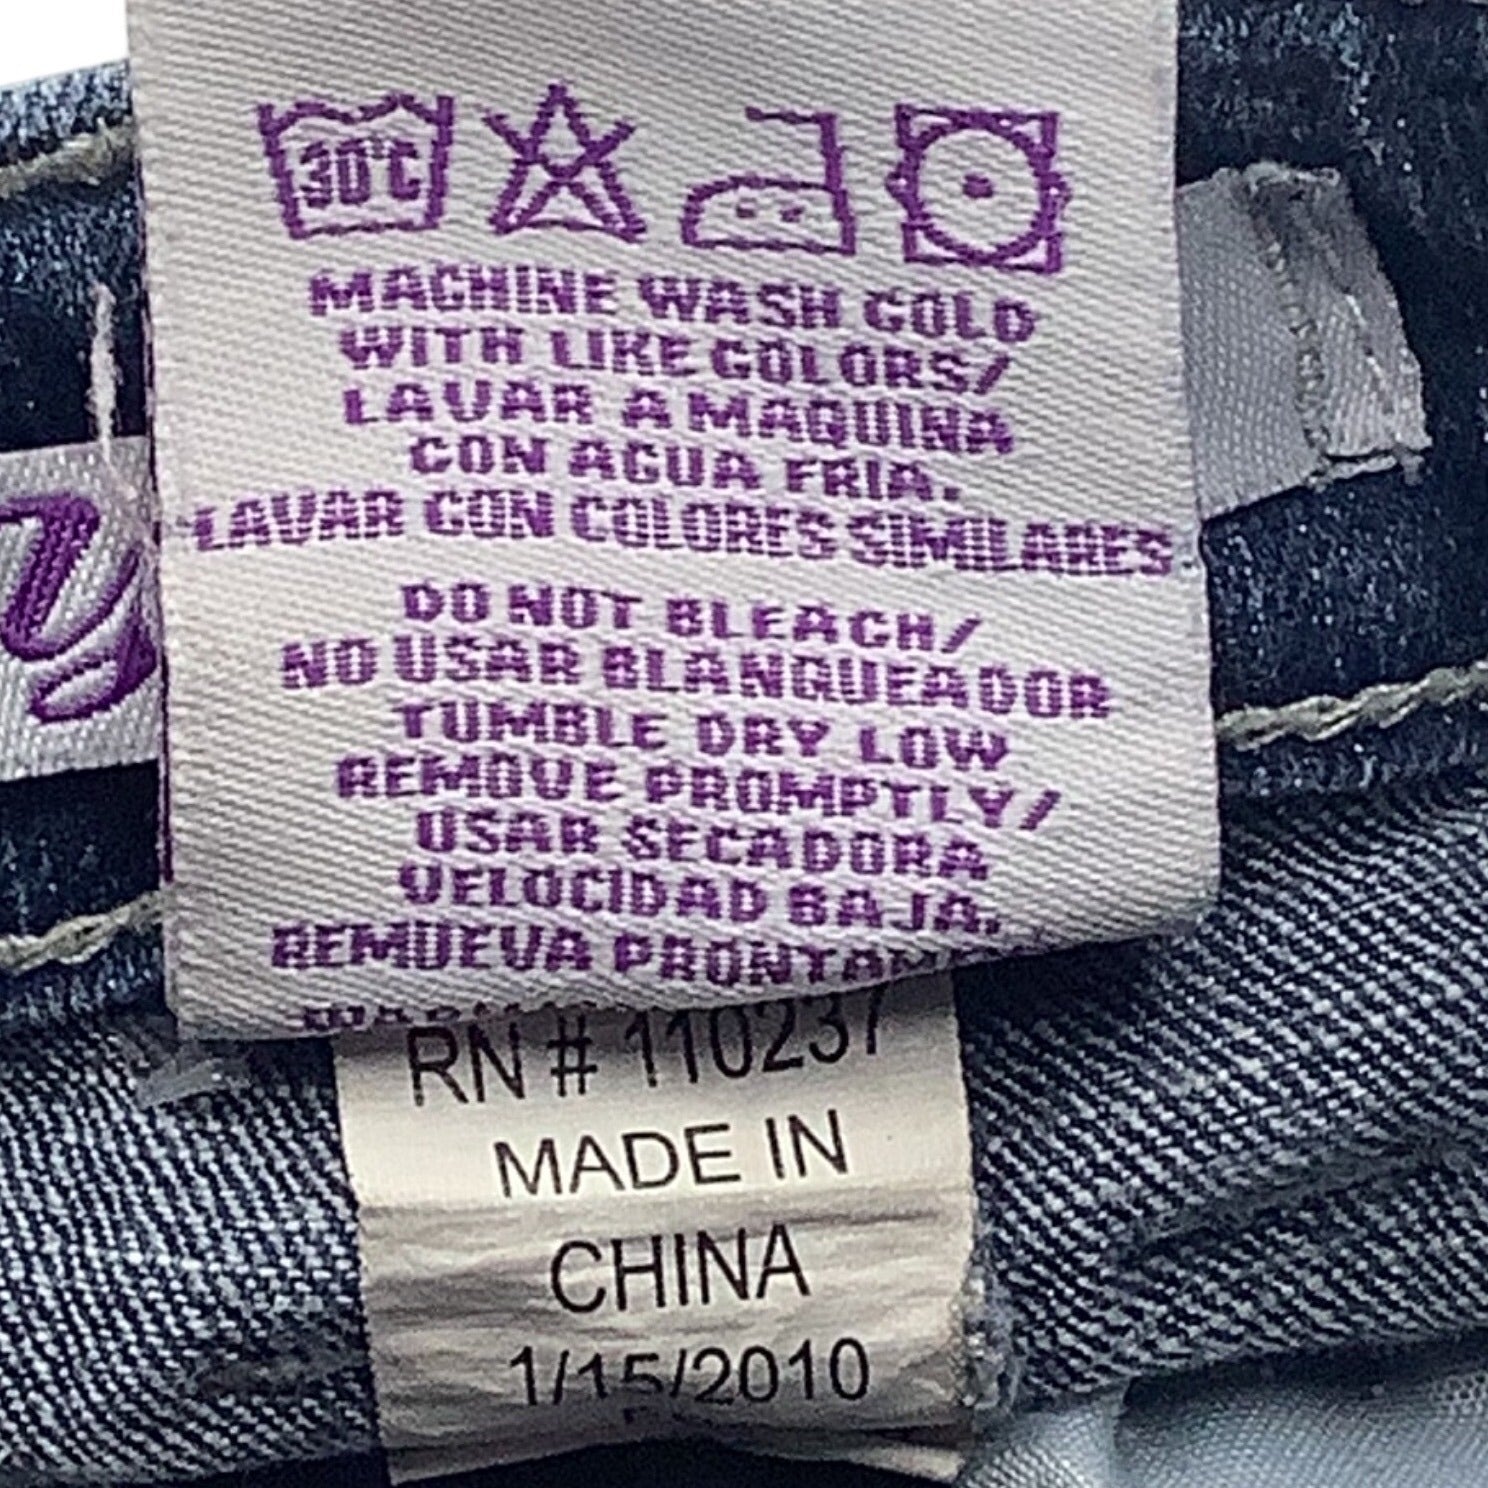 30°C
MACHINE WASH COLD
WITH LIKE COLORS/
LAVAR A MAQUINA
CON AGUA FRIA.
LAVAR CON COLORES SIMILARES
DO NOT BLEACH/
NO USAR BLANQUEADOR
TUMBLE DRY LOW
REMOVE PROMPTLY/
USAR SECADORA
VELOCIDAD BAJA.
REMUEVA
RN # 110237
MADE IN
CHINA
1/15/2010